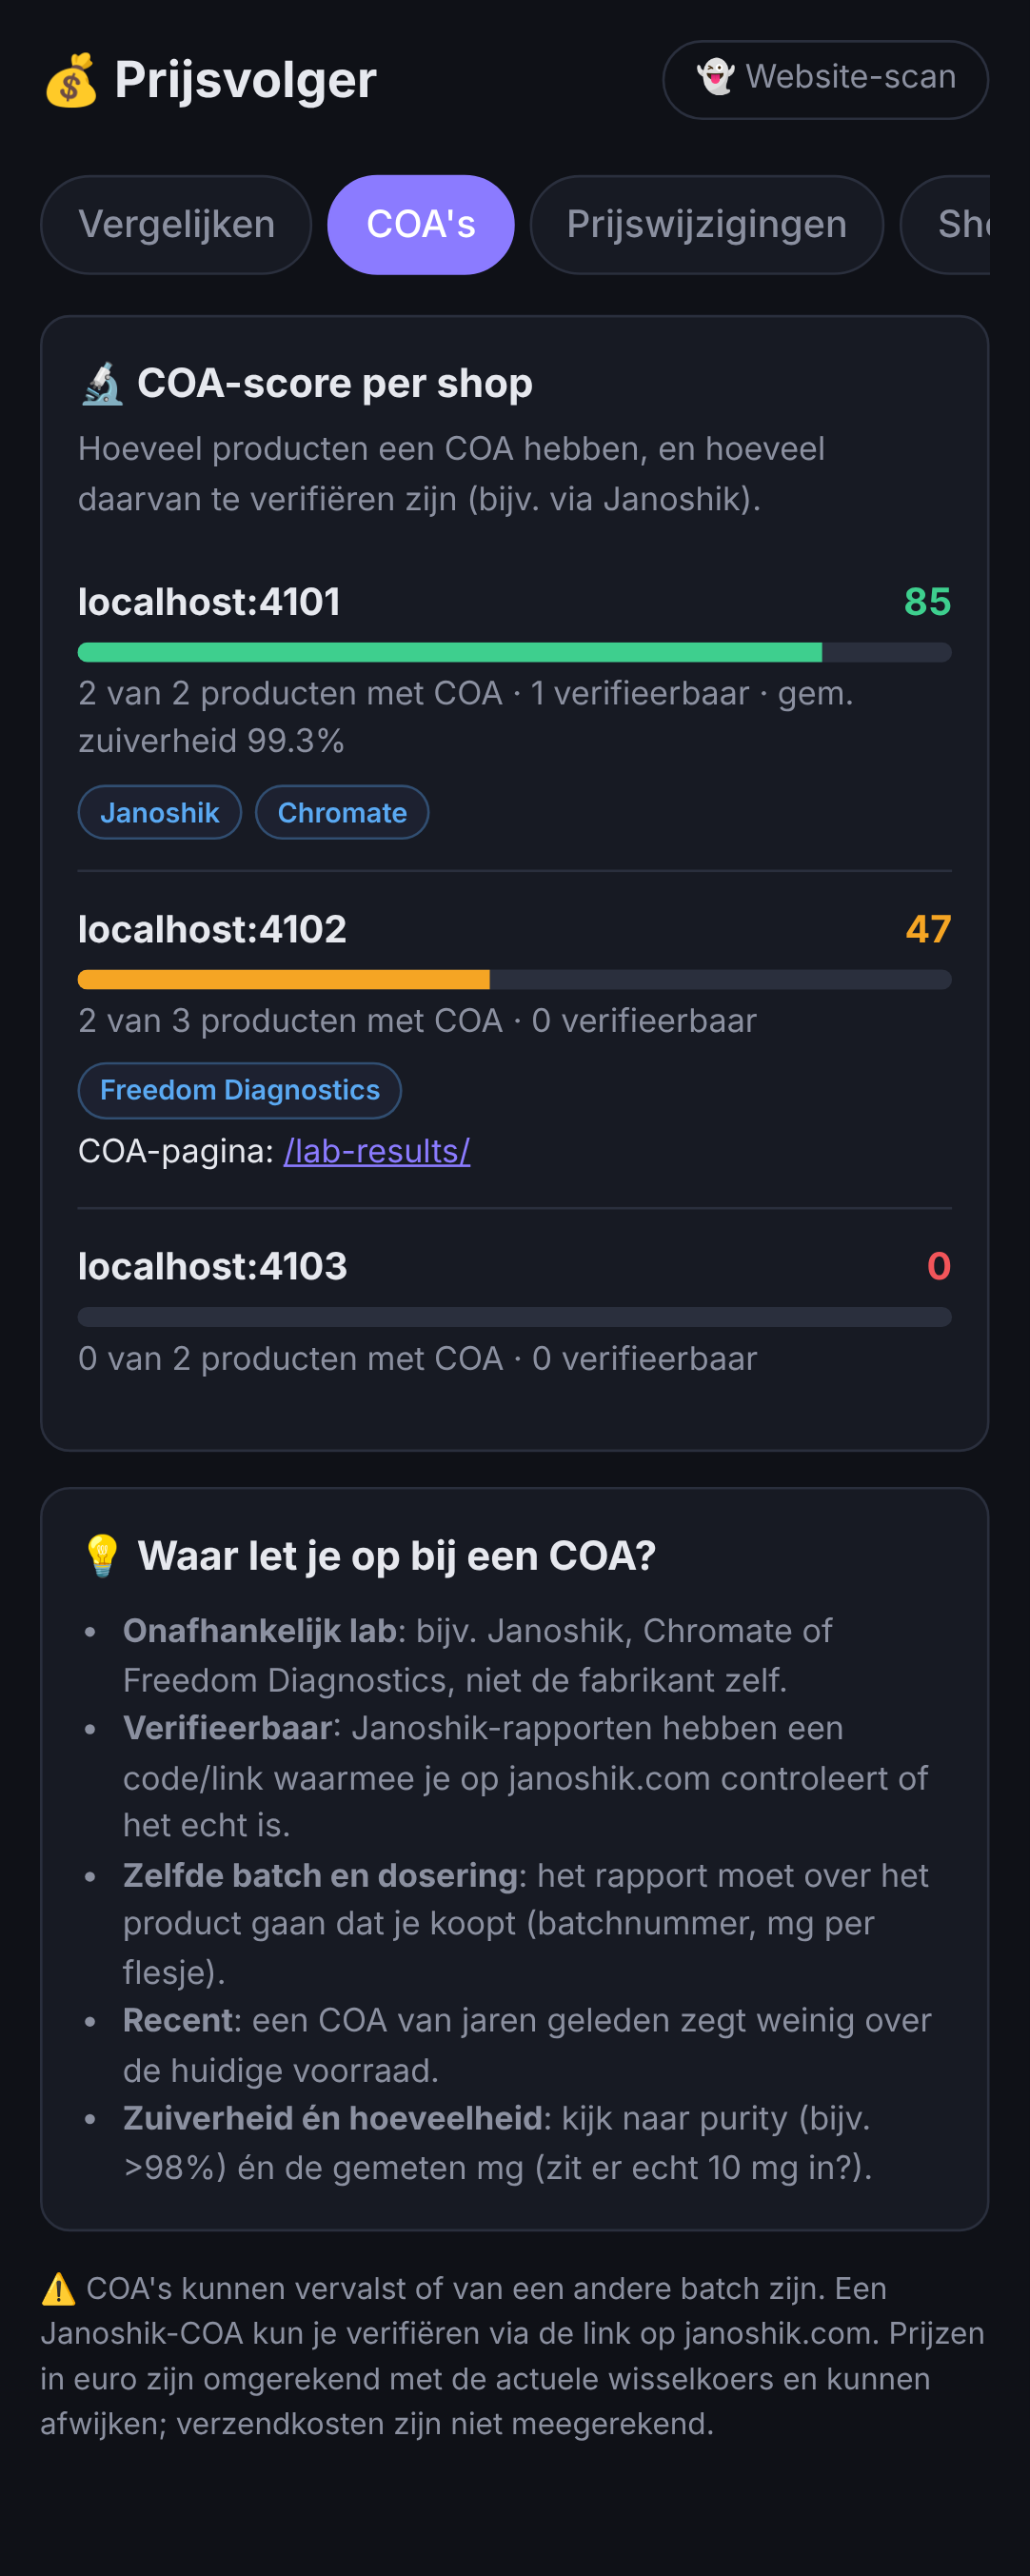 💰 Prijsvolger
👻 Website-scan
Vergelijken
COA's
Prijswijzigingen
🔬 COA-score per shop
Hoeveel producten een COA hebben, en hoeveel
daarvan te verifiëren zijn (bijv. via Janoshik).
localhost:4101
85
2 van 2 producten met COA · 1 verifieerbaar · gem.
zuiverheid 99.3%
Janoshik
Chromate
localhost:4102
47
2 van 3 producten met COA · 0 verifieerbaar
Freedom Diagnostics
COA-pagina: /lab-results/
localhost:4103
0
0 van 2 producten met COA · 0 verifieerbaar
💡 Waar let je op bij een COA?
• Onafhankelijk lab: bijv. Janoshik, Chromate of
Freedom Diagnostics, niet de fabrikant zelf.
• Verifieerbaar: Janoshik-rapporten hebben een
code/link waarmee je op janoshik.com controleert of
het echt is.
• Zelfde batch en dosering: het rapport moet over het
product gaan dat je koopt (batchnummer, mg per
flesje).
• Recent: een COA van jaren geleden zegt weinig over
de huidige voorraad.
• Zuiverheid én hoeveelheid: kijk naar purity (bijv.
>98%) én de gemeten mg (zit er echt 10 mg in?).
⚠️ COA's kunnen vervalst of van een andere batch zijn. Een
Janoshik-COA kun je verifiëren via de link op janoshik.com. Prijzen
in euro zijn omgerekend met de actuele wisselkoers en kunnen
afwijken; verzendkosten zijn niet meegerekend.